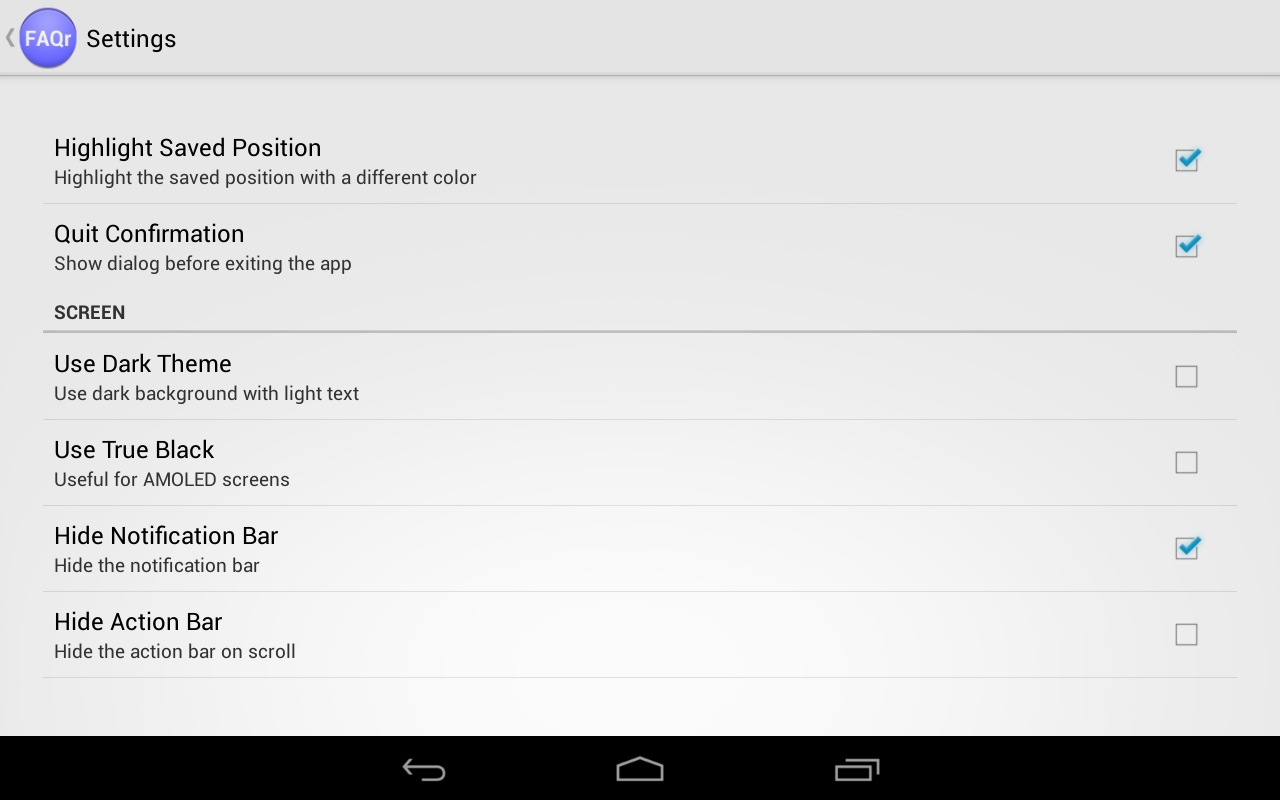 FAQr Settings
Highlight Saved Position
Highlight the saved position with a different color
Quit Confirmation
Show dialog before exiting the app
SCREEN
Use Dark Theme
Use dark background with light text
Use True Black
Useful for AMOLED screens
Hide Notification Bar
Hide the notification bar
Hide Action Bar
Hide the action bar on scroll